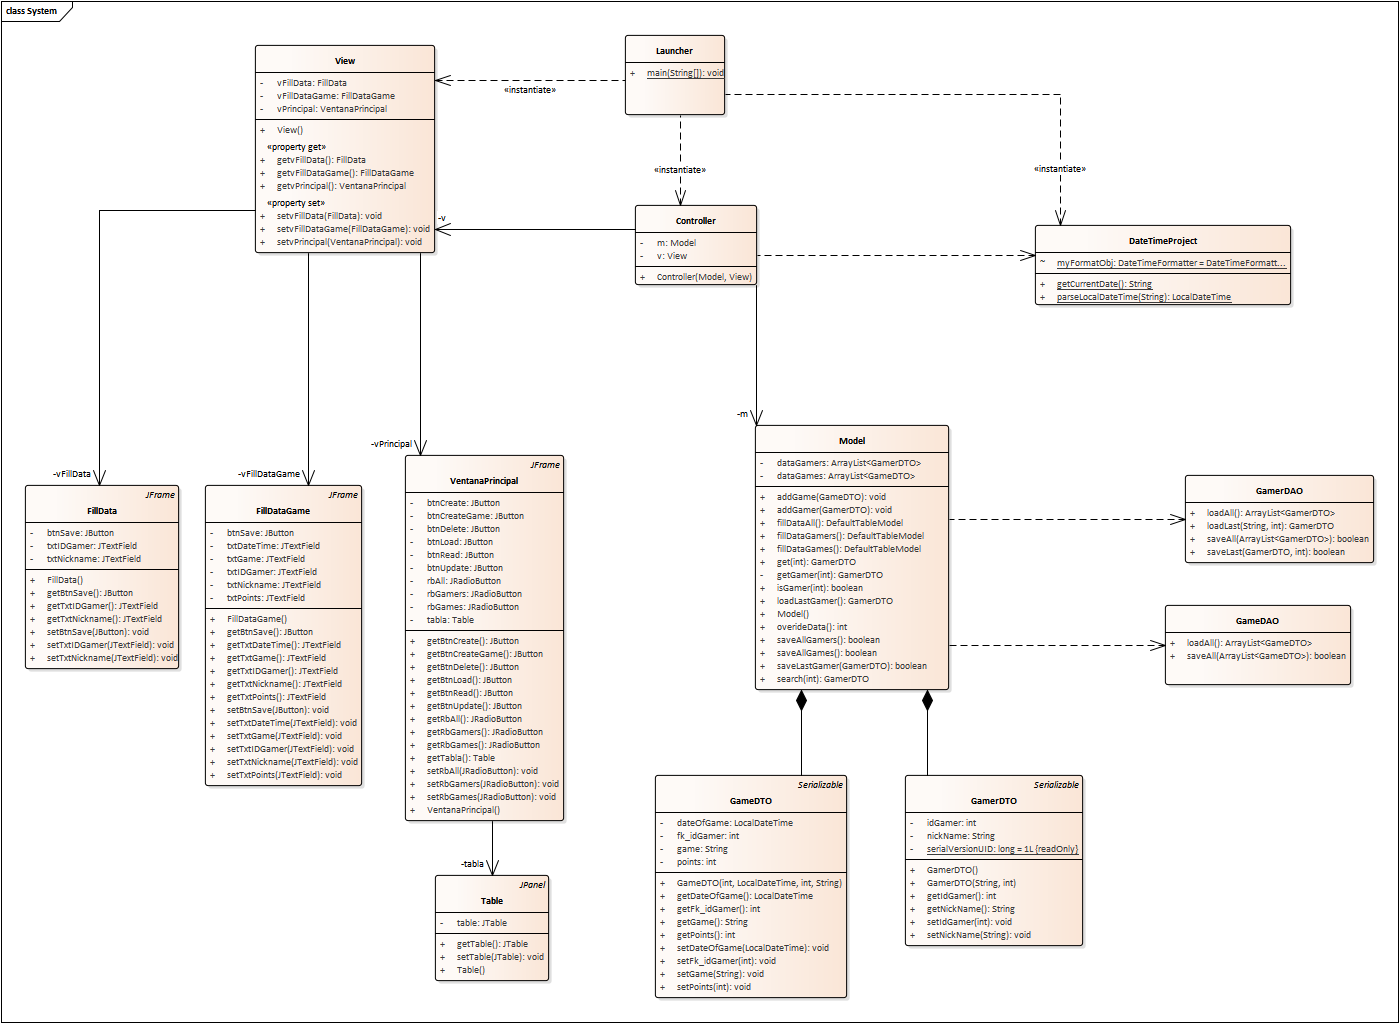 class System
View
- vFillData: FillData
- vFillDataGame: FillDataGame
- vPrincipal: VentanaPrincipal
+ View()
«property get»
+ getvFillData(): FillData
+ getvFillDataGame(): FillDataGame
+ getvPrincipal(): VentanaPrincipal
«property set»
+ setvFillData(FillData): void
+ setvFillDataGame(FillDataGame): void
+ setvPrincipal(VentanaPrincipal): void
Launcher
+ main(String[]): void
«instantiate»
«instantiate»
«instantiate»
-v
Controller
- m: Model
- v: View
+ Controller(Model, View)
DateTimeProject
~ myFormatObj: DateTimeFormatter = DateTimeFormatt...
+ getCurrentDate(): String
+ parseLocalDateTime(String): LocalDateTime
-vFillData
-vFillDataGame
-vPrincipal
-m
JFrame
FillData
- btnSave: JButton
- txtIDGamer: JTextField
- txtNickname: JTextField
+ FillData()
+ getBtnSave(): JButton
+ getTxtIDGamer(): JTextField
+ getTxtNickname(): JTextField
+ setBtnSave(JButton): void
+ setTxtIDGamer(JTextField): void
+ setTxtNickname(JTextField): void
JFrame
FillDataGame
- btnSave: JButton
- txtDateTime: JTextField
- txtGame: JTextField
- txtIDGamer: JTextField
- txtNickname: JTextField
- txtPoints: JTextField
+ FillDataGame()
+ getBtnSave(): JButton
+ getTxtDateTime(): JTextField
+ getTxtGame(): JTextField
+ getTxtIDGamer(): JTextField
+ getTxtNickname(): JTextField
+ getTxtPoints(): JTextField
+ setBtnSave(JButton): void
+ setTxtDateTime(JTextField): void
+ setTxtGame(JTextField): void
+ setTxtIDGamer(JTextField): void
+ setTxtNickname(JTextField): void
+ setTxtPoints(JTextField): void
JFrame
VentanaPrincipal
- btnCreate: JButton
- btnCreateGame: JButton
- btnDelete: JButton
- btnLoad: JButton
- btnRead: JButton
- btnUpdate: JButton
- rbAll: JRadioButton
- rbGamers: JRadioButton
- rbGames: JRadioButton
- tabla: Table
+ getBtnCreate(): JButton
+ getBtnCreateGame(): JButton
+ getBtnDelete(): JButton
+ getBtnLoad(): JButton
+ getBtnRead(): JButton
+ getBtnUpdate(): JButton
+ getRbAll(): JRadioButton
+ getRbGamers(): JRadioButton
+ getRbGames(): JRadioButton
+ getTabla(): Table
+ setRbAll(JRadioButton): void
+ setRbGamers(JRadioButton): void
+ setRbGames(JRadioButton): void
+ VentanaPrincipal()
-tabla
JPanel
Table
- table: JTable
+ getTable(): JTable
+ setTable(JTable): void
+ Table()
Model
- dataGamers: ArrayList<GamerDTO>
- dataGames: ArrayList<GameDTO>
+ addGame(GameDTO): void
+ addGamer(GamerDTO): void
+ fillDataAll(): DefaultTableModel
+ fillDataGamers(): DefaultTableModel
+ fillDataGames(): DefaultTableModel
+ get(int): GamerDTO
- getGamer(int): GamerDTO
+ isGamer(int): boolean
+ loadLastGamer(): GamerDTO
+ Model()
+ overideData(): int
+ saveAllGamers(): boolean
+ saveAllGames(): boolean
+ saveLastGamer(GamerDTO): boolean
+ search(int): GamerDTO
GamerDAO
+ loadAll(): ArrayList<GamerDTO>
+ loadLast(String, int): GamerDTO
+ saveAll(ArrayList<GamerDTO>): boolean
+ saveLast(GamerDTO, int): boolean
GameDAO
+ loadAll(): ArrayList<GameDTO>
+ saveAll(ArrayList<GameDTO>): boolean
Serializable
GameDTO
- dateOfGame: LocalDateTime
- fk_idGamer: int
- game: String
- points: int
+ GameDTO(int, LocalDateTime, int, String)
+ getDateOfGame(): LocalDateTime
+ getFk_idGamer(): int
+ getGame(): String
+ getPoints(): int
+ setDateOfGame(LocalDateTime): void
+ setFk_idGamer(int): void
+ setGame(String): void
+ setPoints(int): void
Serializable
GamerDTO
- idGamer: int
- nickName: String
- serialVersionUID: long = 1L {readOnly}
+ GamerDTO()
+ GamerDTO(String, int)
+ getIdGamer(): int
+ getNickName(): String
+ setIdGamer(int): void
+ setNickName(String): void